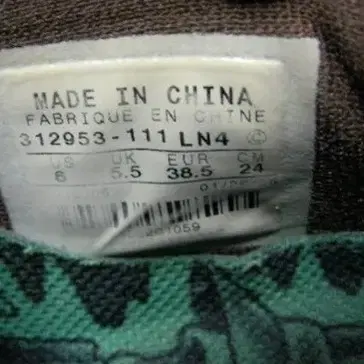 MADE IN CHINA
FABRIQUE EN CHINE
312953-111 LN4 ©
US UK EUR CM
6 5.5 38.5 24